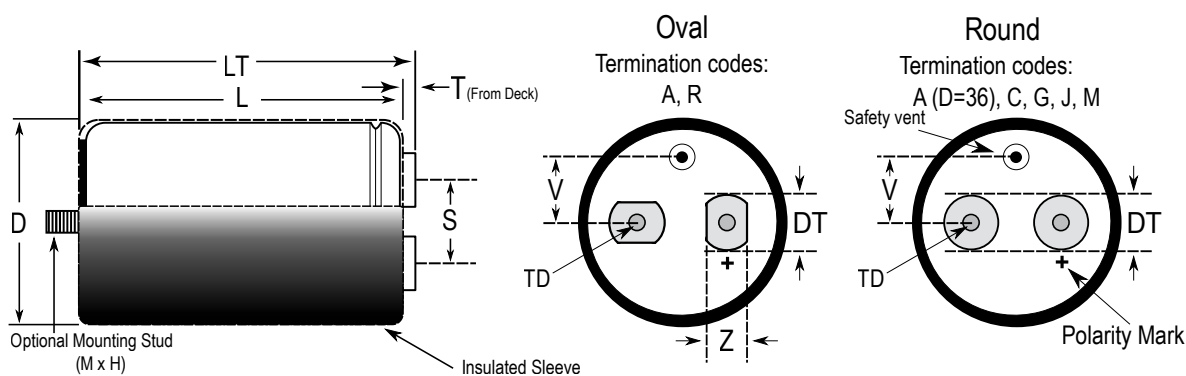 LT
L
T (From Deck)
D
S
Optional Mounting Stud
(M x H)
Insulated Sleeve
Oval
Termination codes:
A, R
V
DT
TD
+
Z
Round
Termination codes:
A (D=36), C, G, J, M
Safety vent
V
DT
TD
+
Polarity Mark